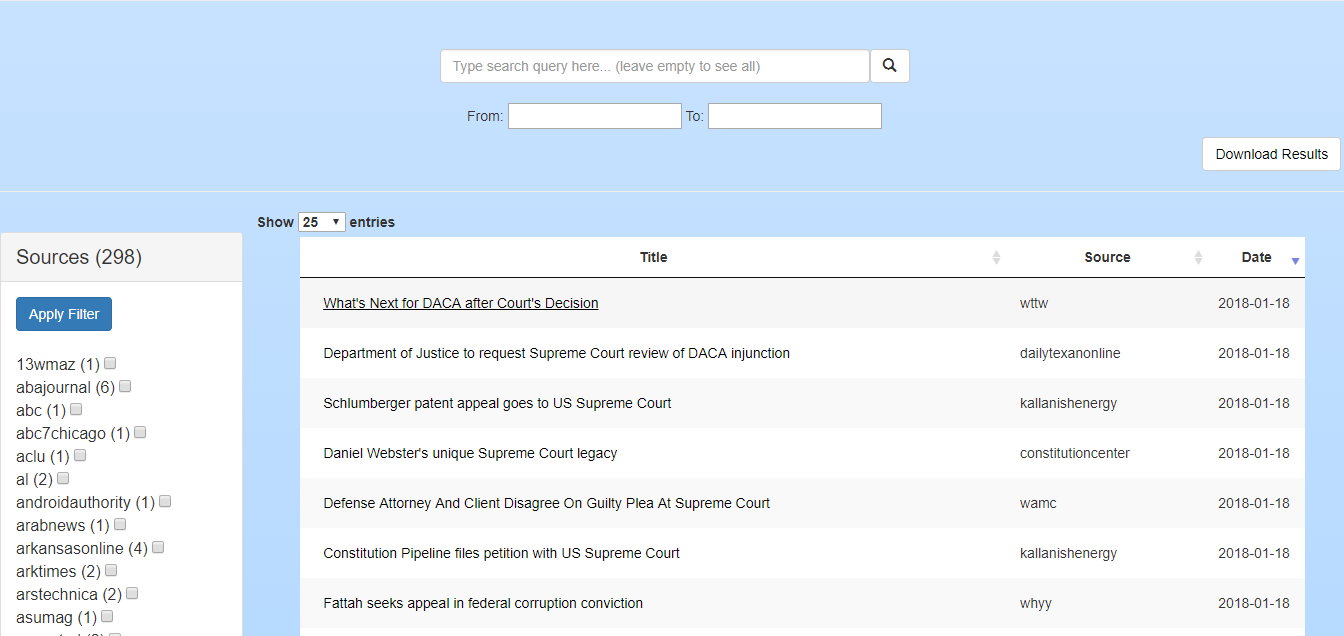 Type search query here... (leave empty to see all)
From: To:
Download Results
Show 25 entries
Sources (298)
Apply Filter
13wmaz (1)
abajournal (6)
abc (1)
abc7chicago (1)
aclu (1)
al (2)
androidauthority (1)
arabnews (1)
arkansasonline (4)
arktimes (2)
arstechnica (2)
asumag (1)
Title Source Date
What's Next for DACA after Court's Decision wttw 2018-01-18
Department of Justice to request Supreme Court review of DACA injunction dailytexanonline 2018-01-18
Schlumberger patent appeal goes to US Supreme Court kallanishenergy 2018-01-18
Daniel Webster's unique Supreme Court legacy constitutioncenter 2018-01-18
Defense Attorney And Client Disagree On Guilty Plea At Supreme Court wamc 2018-01-18
Constitution Pipeline files petition with US Supreme Court kallanishenergy 2018-01-18
Fattah seeks appeal in federal corruption conviction whyy 2018-01-18